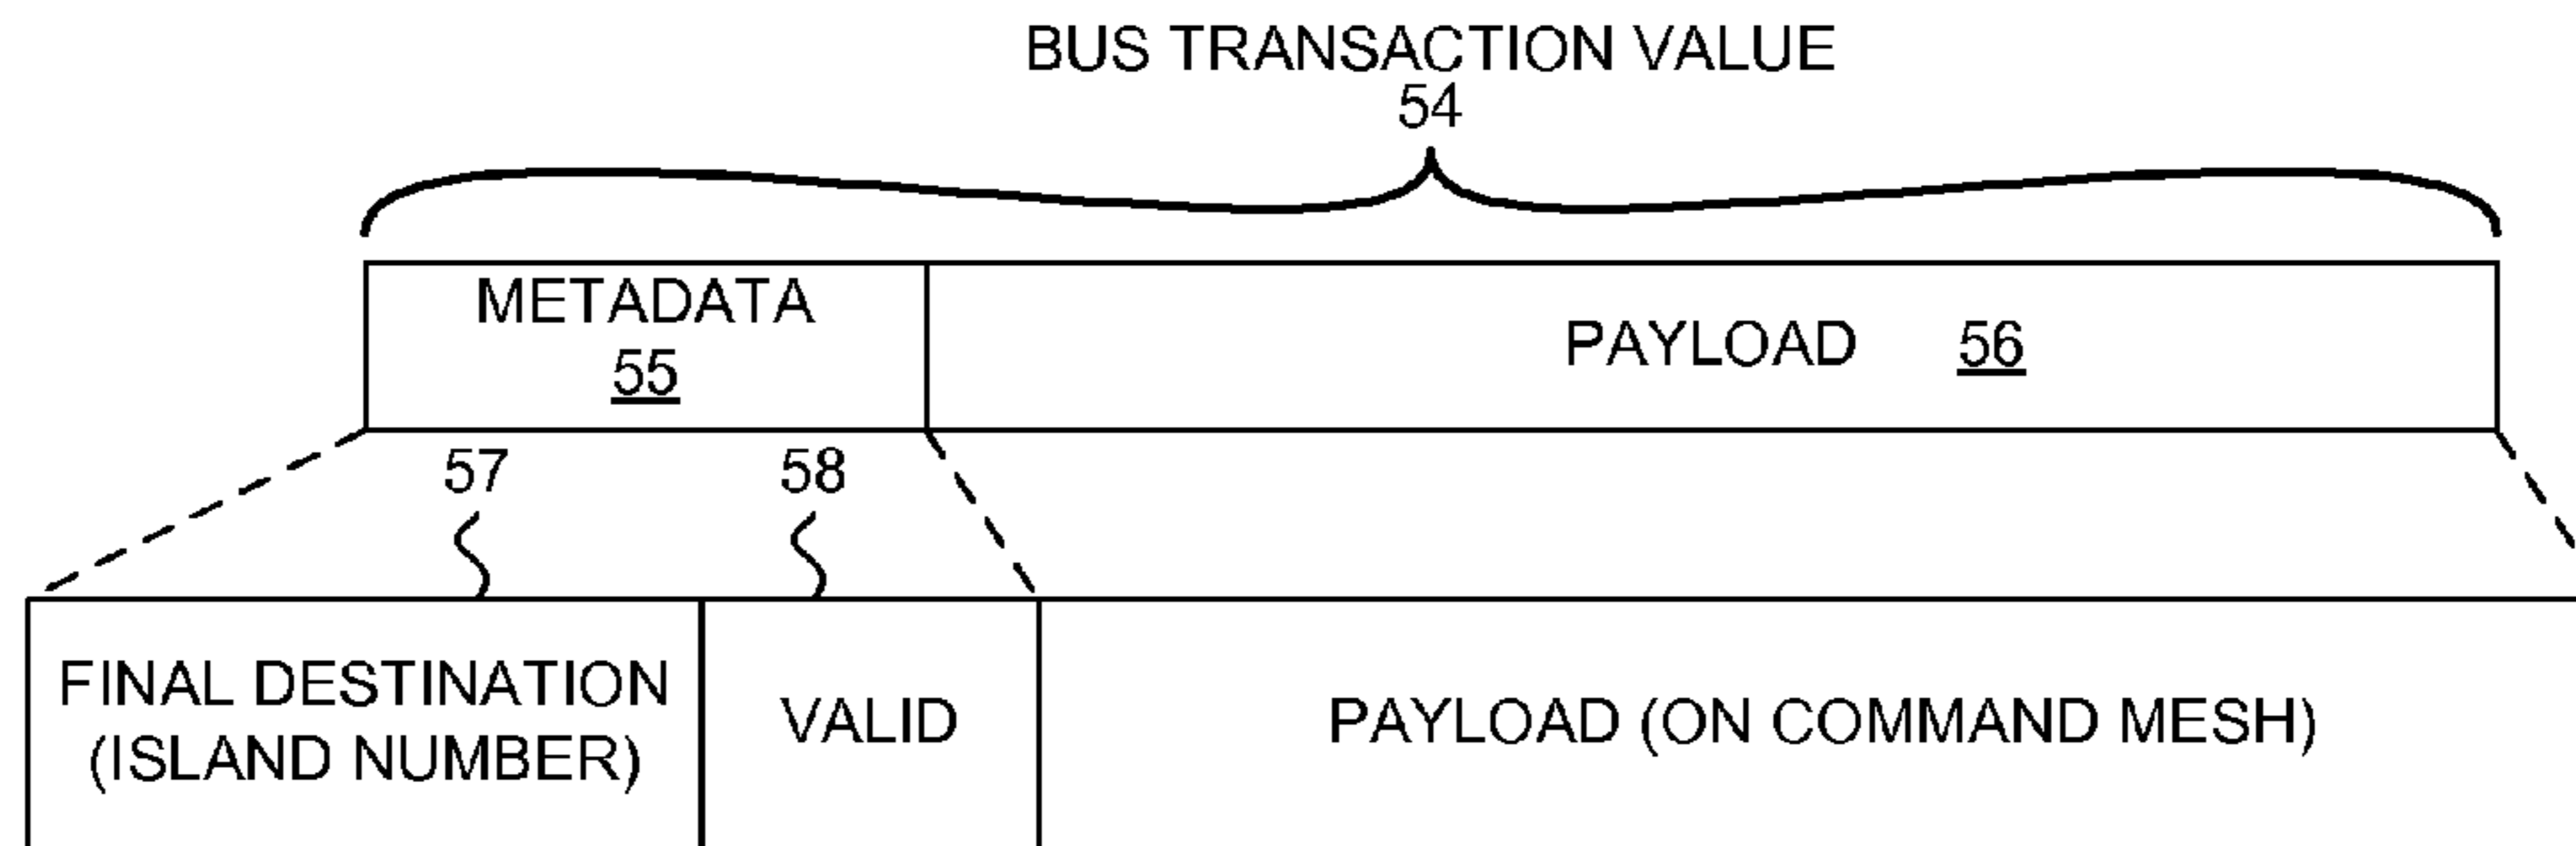 BUS TRANSACTION VALUE
54
METADATA
55
PAYLOAD 56
57 58
FINAL DESTINATION
(ISLAND NUMBER)
VALID
PAYLOAD (ON COMMAND MESH)